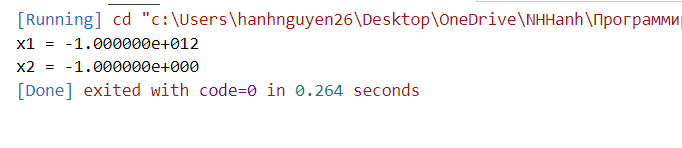 [Running] cd "c:\Users\hanhnguyen26\Desktop\OneDrive\NHHanh\Программи
x1 = -1.000000e+012
x2 = -1.000000e+000
[Done] exited with code=0 in 0.264 seconds